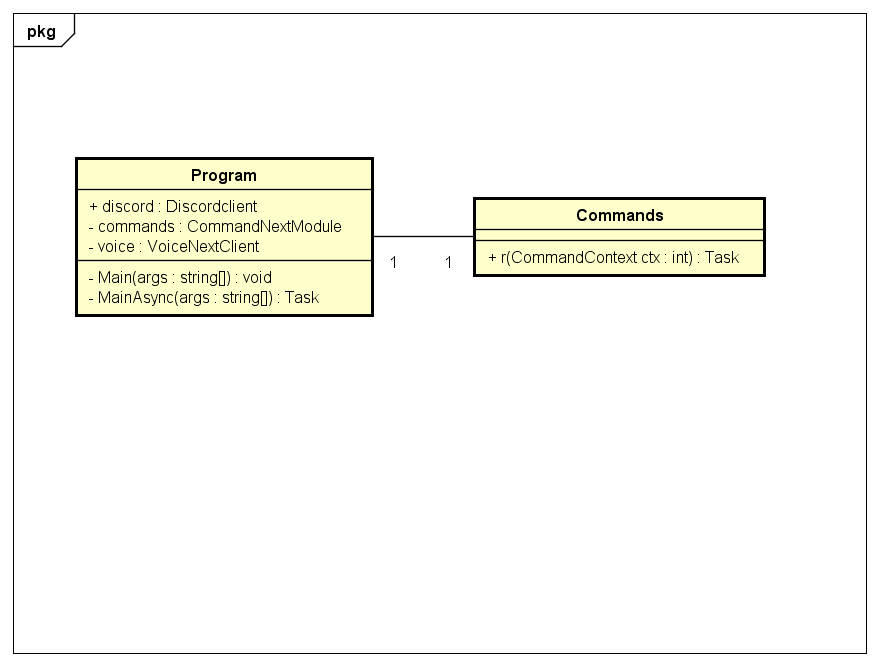 pkg
Program
+ discord : Discordclient
- commands : CommandNextModule
- voice : VoiceNextClient
- Main(args : string[]) : void
- MainAsync(args : string[]) : Task
1
1
Commands
+ r(CommandContext ctx : int) : Task